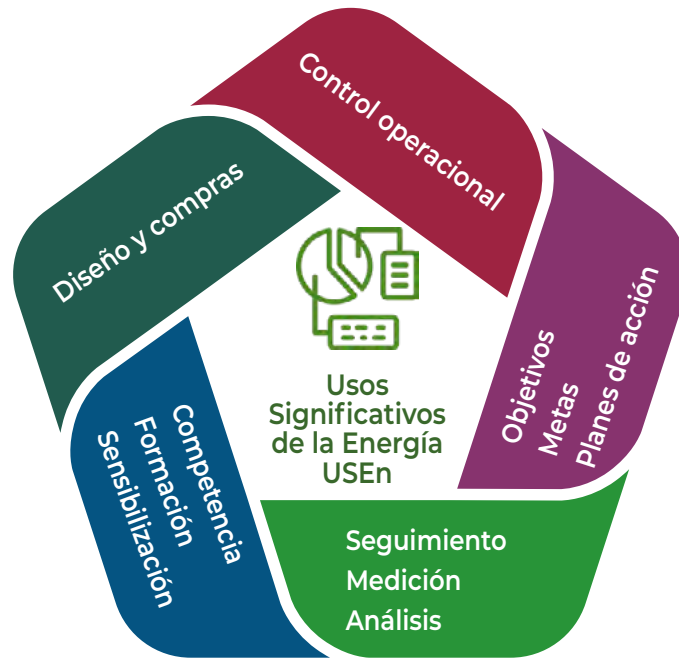 Control operacional
Diseño y compras
Objetivos
Metas
Planes de acción
Usos
Significativos
de la Energía
USEn
Competencia
Formación
Sensibilización
Seguimiento
Medición
Análisis